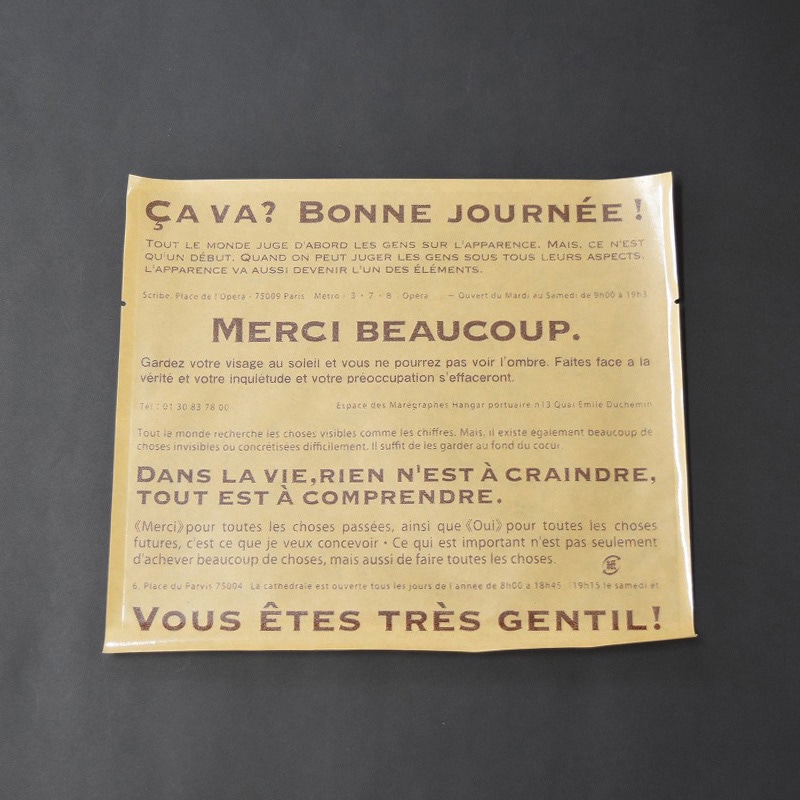 ÇA VA? BONNE JOURNÉE!
TOUT LE MONDE JUGE D'ABORD LES GENS SUR L'APPARENCE. MAIS, CE N'EST
QU'UN DÉBUT. QUAND ON PEUT JUGER LES GENS SOUS TOUS LEURS ASPECTS,
L'APPARENCE VA AUSSI DEVENIR L'UN DES ÉLÉMENTS.
Scribe, Place de l'Opéra - 75009 Paris Métro : 3 • 7 • 8 : Opéra — Ouvert du Mardi au Samedi de 9h00 à 19h3
MERCI BEAUCOUP.
Gardez votre visage au soleil et vous ne pourrez pas voir l'ombre. Faites face a la
vérité et votre inquiétude et votre préoccupation s'effaceront.
Tél : 01 30 83 78 00 Espace des Marégraphes Hangar portuaire n13 Quai Emile Duchemin
Tout le monde recherche les choses visibles comme les chiffres. Mais, il existe également beaucoup de
choses invisibles ou concrétisées difficilement. Il suffit de les garder au fond du cocur.
DANS LA VIE,RIEN N'EST À CRAINDRE,
TOUT EST À COMPRENDRE.
《Merci》pour toutes les choses passées, ainsi que《Oui》pour toutes les choses
futures, c'est ce que je veux concevoir • Ce qui est important n'est pas seulement
d'achever beaucoup de choses, mais aussi de faire toutes les choses.
6, Place du Parvis 75004 La cathédrale est ouverte tous les jours de l'année de 8h00 à 18h45 (19h15 le samedi et
VOUS ÊTES TRÈS GENTIL!